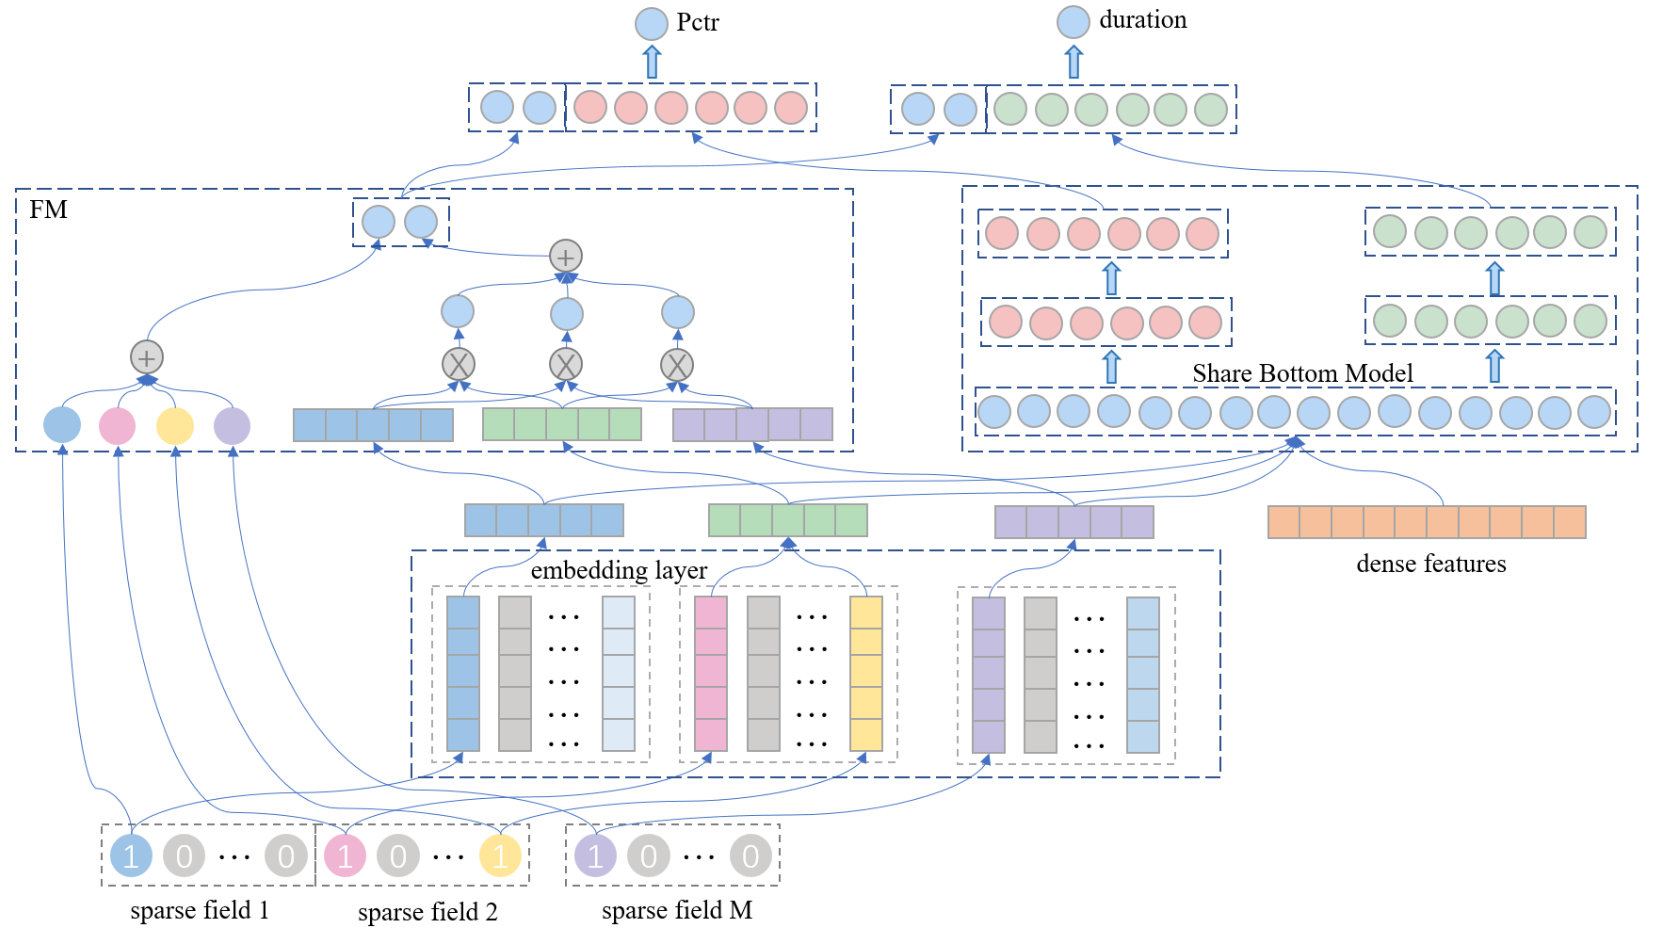 Pctr
duration
FM
+
+
X X X
Share Bottom Model
embedding layer
dense features
... ... ...
... ... ...
... ... ...
... ... ...
... ... ...
1 0 ... 0 1 0 ... 1 1 0 ... 0
sparse field 1 sparse field 2 sparse field M